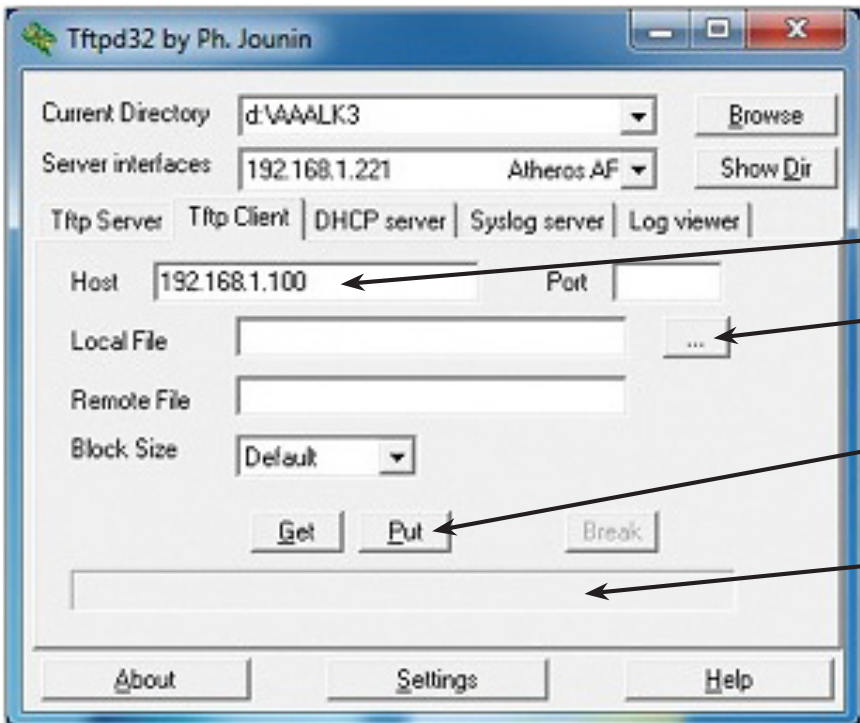 Tftpd32 by Ph. Jounin
Current Directory d:\AAALK3 Browse
Server interfaces 192.168.1.221 Atheros AF Show Dir
Tftp Server Tftp Client DHCP server Syslog server Log viewer
Host 192.168.1.100 Port
Local File ...
Remote File
Block Size Default
Get Put Break
About Settings Help